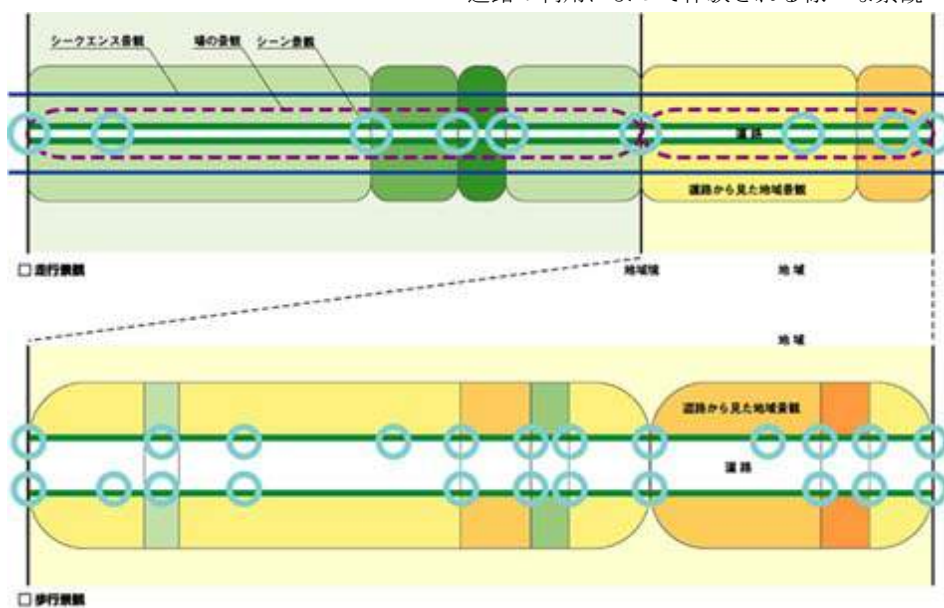 シークエンス景観
場の景観
シーン景観
道路
道路から見た地域景観
□ 走行景観
地域境
地域
地域
道路から見た地域景観
道路
□ 歩行景観